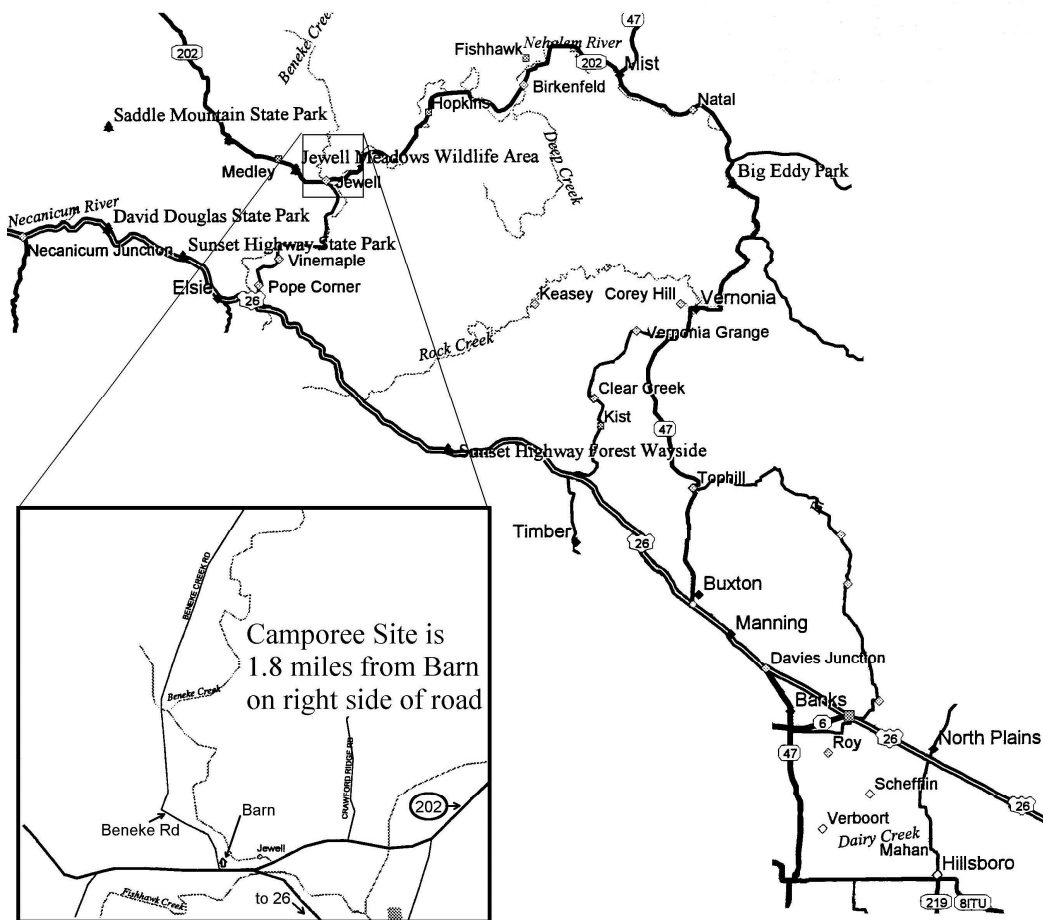 47
Nehalem River
Fishhawk
202
202
Mist
Beneke Creek
Birkenfeld
Hopkins
Natal
Saddle Mountain State Park
Deep Creek
Jewell Meadows Wildlife Area
Medley
Jewell
Big Eddy Park
Necanicum River
David Douglas State Park
Necanicum Junction
Sunset Highway State Park
Vinemaple
Pope Corner
Elsie
26
Keasey
Corey Hill
Vernonia
Vernonia Grange
Rock Creek
Clear Creek
Kist
47
Sunset Highway Forest Wayside
Tophill
Timber
26
Buxton
Manning
Davies Junction
Banks
6
Roy
26
North Plains
47
Schefflin
26
Verboort
Dairy Creek
Mahan
Hillsboro
219
8ITU
BENEKE CREEK RD
Camporee Site is
1.8 miles from Barn
on right side of road
Beneke Creek
CRAWFORD RIDGE RD
202
Barn
Beneke Rd
Jewell
Fishhawk Creek
to 26